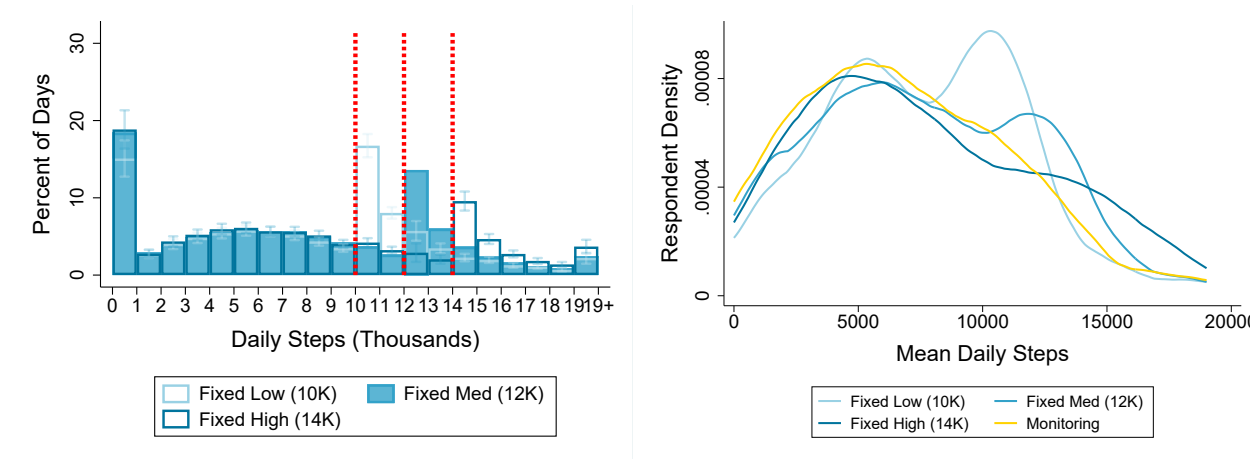 30
20
10
0
Percent of Days
0 1 2 3 4 5 6 7 8 9 10 11 12 13 14 15 16 17 18 19 19+
Daily Steps (Thousands)
Fixed Low (10K) Fixed Med (12K)
Fixed High (14K)
.00008
.00004
0
Respondent Density
0 5000 10000 15000 20000
Mean Daily Steps
Fixed Low (10K) Fixed Med (12K)
Fixed High (14K) Monitoring